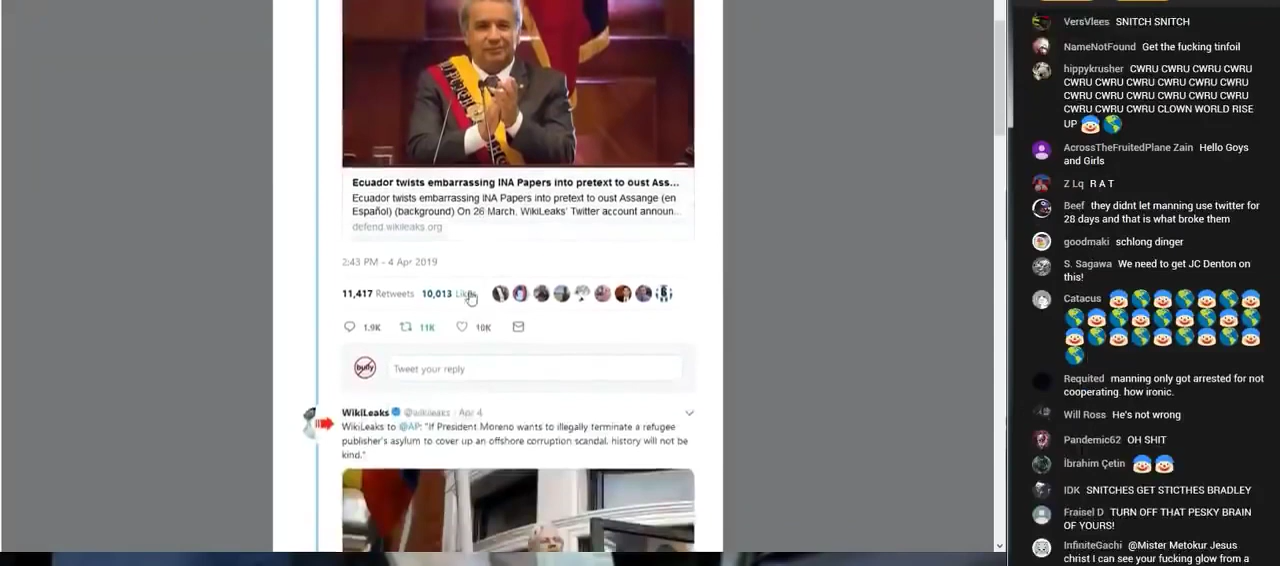 Ecuador twists embarrassing INA Papers into pretext to oust Ass...
Ecuador twists embarrassing INA Papers into pretext to oust Assange (en
Español) (background) On 26 March, WikiLeaks' Twitter account announ...
defend.wikileaks.org
2:43 PM - 4 Apr 2019
11,417 Retweets 10,013 Likes
1.9K 11K 10K
Tweet your reply
WikiLeaks @wikileaks Apr 4
WikiLeaks to @AP: "If President Moreno wants to illegally terminate a refugee
publisher's asylum to cover up an offshore corruption scandal, history will not be
kind."
VersVlees SNITCH SNITCH
NameNotFound Get the fucking tinfoil
hippykrusher CWRU CWRU CWRU CWRU
CWRU CWRU CWRU CWRU CWRU CWRU
CWRU CWRU CWRU CWRU CWRU CWRU
CWRU CWRU CWRU CLOWN WORLD RISE
UP 🤡 🌎
AcrossTheFruitedPlane Zain Hello Goys
and Girls
Z Lq R A T
Beef they didnt let manning use twitter for
28 days and that is what broke them
goodmaki schlong dinger
S. Sagawa We need to get JC Denton on
this!
Catacus 🤡🌎🤡🌎🤡🌎🤡
🌎🤡🌎🤡🌎🤡🌎🤡🌎
🤡🌎🤡🌎🤡🌎🤡🌎🤡
🌎
Requited manning only got arrested for not
cooperating. how ironic.
Will Ross He's not wrong
Pandemic62 OH SHIT
İbrahim Çetin 🤡🤡
IDK SNITCHES GET STICTHES BRADLEY
Fraisel D TURN OFF THAT PESKY BRAIN
OF YOURS!
InfiniteGachi @Mister Metokur Jesus
christ I can see your fucking glow from a